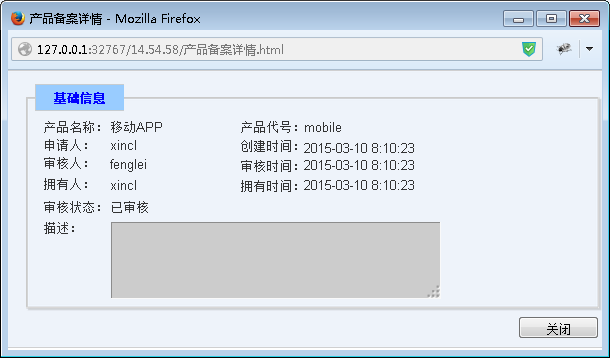 产品备案详情 - Mozilla Firefox
127.0.0.1:32767/14.54.58/产品备案详情.html
基础信息
产品名称：移动APP 产品代号：mobile
申请人： xincl 创建时间：2015-03-10 8:10:23
审核人： fenglei 审核时间：2015-03-10 8:10:23
拥有人： xincl 拥有时间：2015-03-10 8:10:23
审核状态：已审核
描述：
关闭